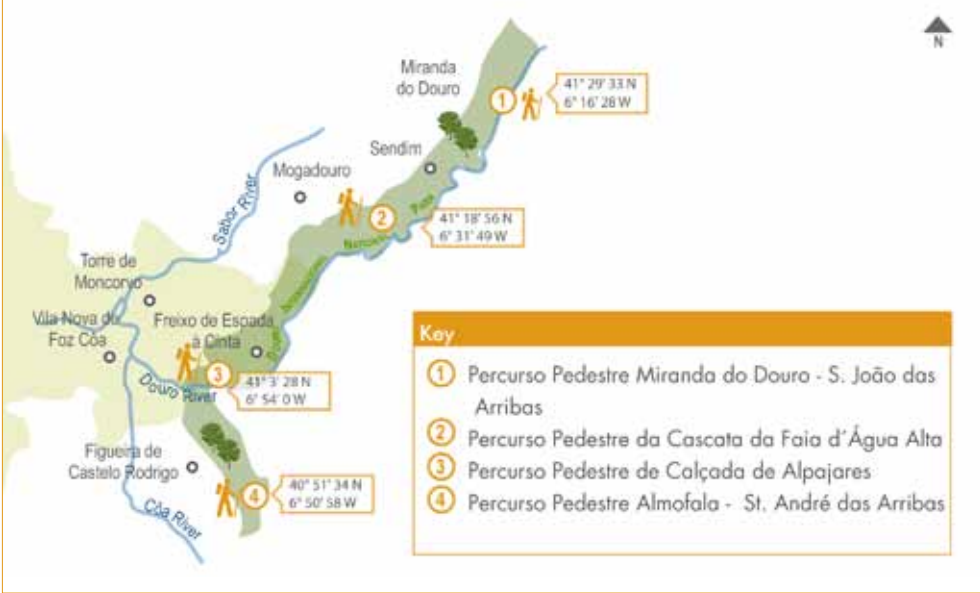 N
Miranda
do Douro
1
41° 29' 33 N
6° 16' 28 W
Sendim
Mogadouro
Sabor River
2
41° 18' 56 N
6° 31' 49 W
Torre de
Moncorvo
Vila Nova de
Foz Côa
Freixo de Espada
à Cinta
3
41° 3' 28 N
6° 54' 0 W
Douro River
Figueira de
Castelo Rodrigo
4
40° 51' 34 N
6° 50' 58 W
Côa River
Key
1 Percurso Pedestre Miranda do Douro - S. João das
Arribas
2 Percurso Pedestre da Cascata da Faia d´Água Alta
3 Percurso Pedestre de Calçada de Alpajares
4 Percurso Pedestre Almofala - St. André das Arribas